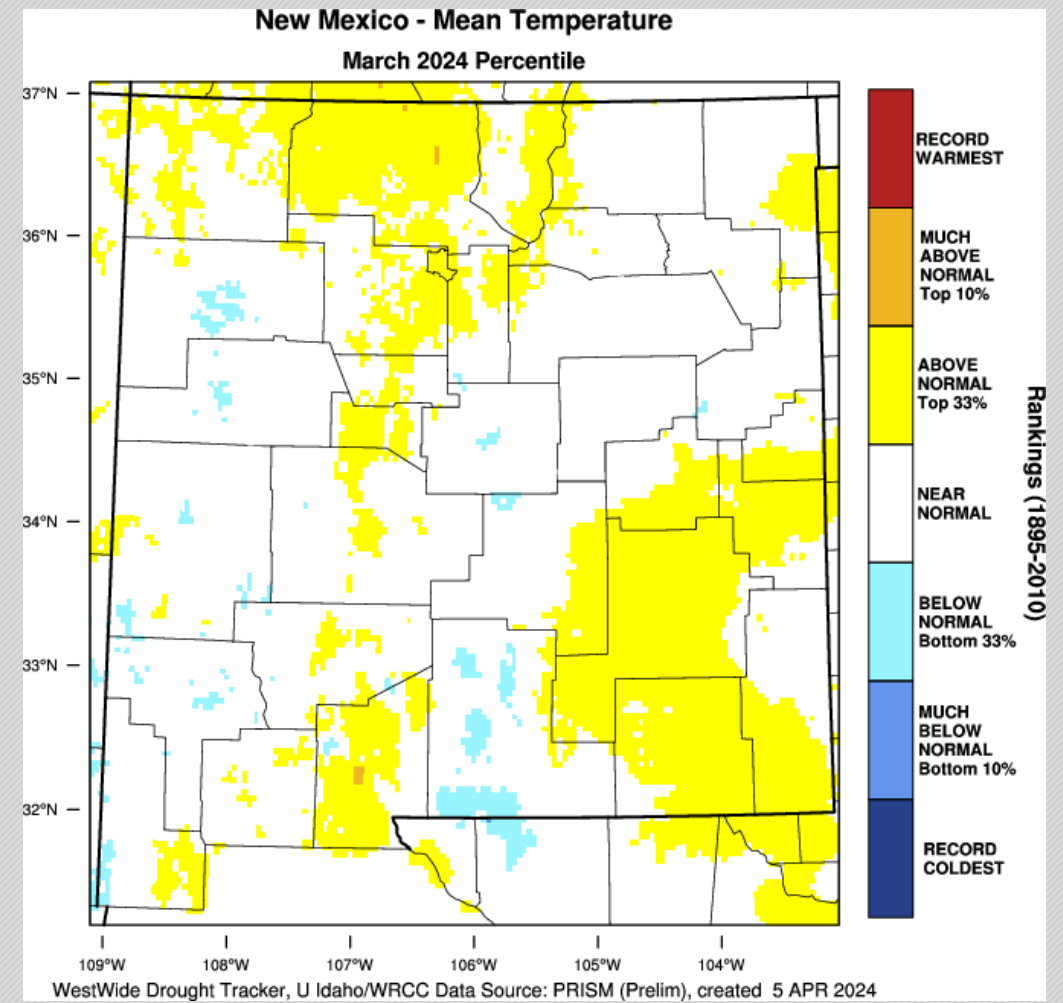 New Mexico - Mean Temperature
March 2024 Percentile
37°N
36°N
35°N
34°N
33°N
32°N
109°W
108°W
107°W
106°W
105°W
104°W
RECORD
WARMEST
MUCH
ABOVE
NORMAL
Top 10%
ABOVE
NORMAL
Top 33%
NEAR
NORMAL
BELOW
NORMAL
Bottom 33%
MUCH
BELOW
NORMAL
Bottom 10%
RECORD
COLDEST
Rankings (1895-2010)
WestWide Drought Tracker, U Idaho/WRCC Data Source: PRISM (Prelim), created 5 APR 2024